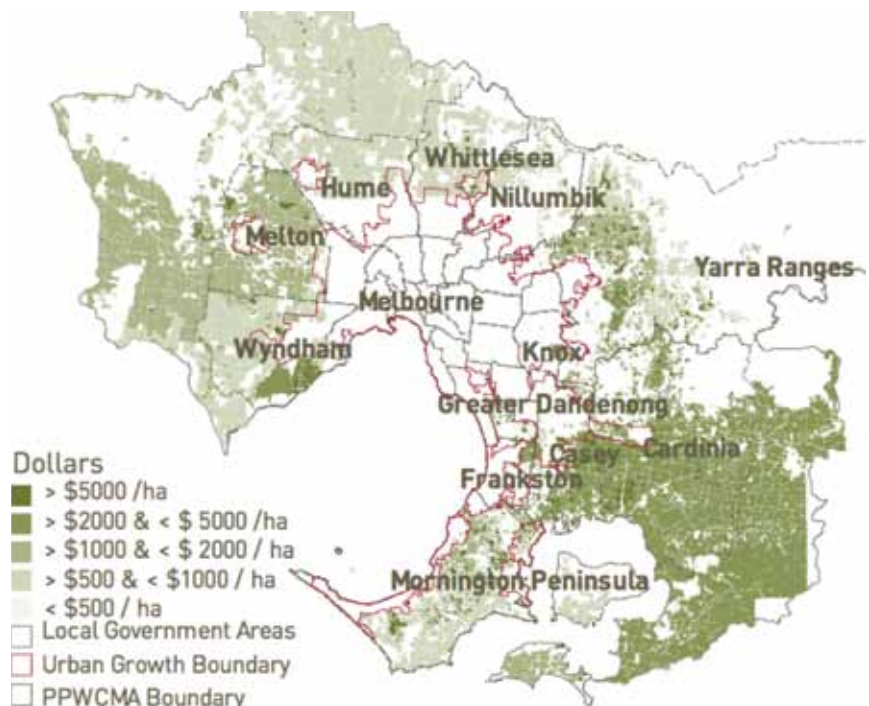 Whittlesea
Hume
Nillumbik
Melton
Yarra Ranges
Melbourne
Wyndham
Knox
Greater Dandenong
Casey
Cardinia
Frankston
Mornington Peninsula
Dollars
> $5000 /ha
> $2000 & < $ 5000 /ha
> $1000 & < $ 2000 / ha
> $500 & < $1000 / ha
< $500 / ha
Local Government Areas
Urban Growth Boundary
PPWCMA Boundary